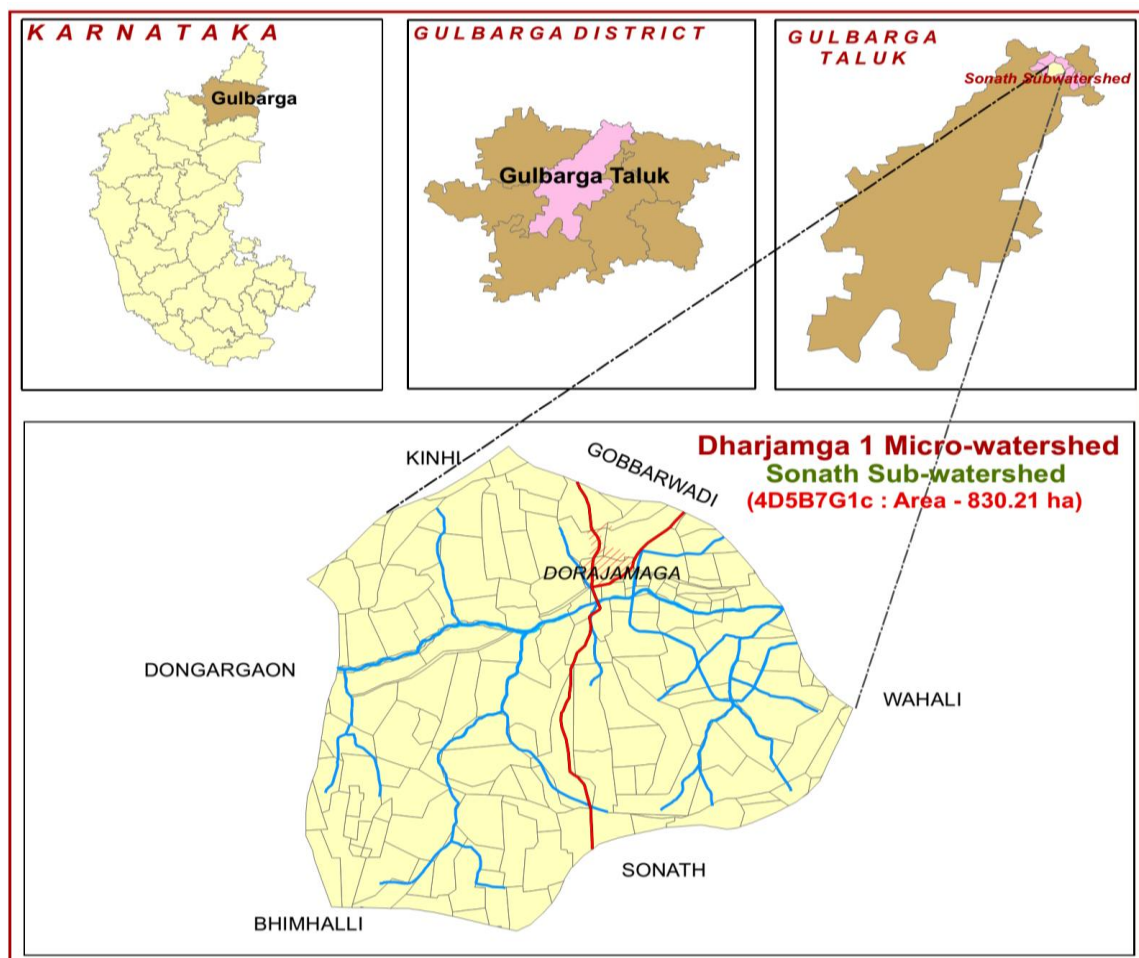 KARNATAKA
Gulbarga
GULBARGA DISTRICT
Gulbarga Taluk
GULBARGA
TALUK
Sonath Subwatershed
Dharjamga 1 Micro-watershed
Sonath Sub-watershed
(4D5B7G1c : Area - 830.21 ha)
KINHI
GOBBARWADI
DORAJAMAGA
DONGARGAON
WAHALI
SONATH
BHIMHALLI